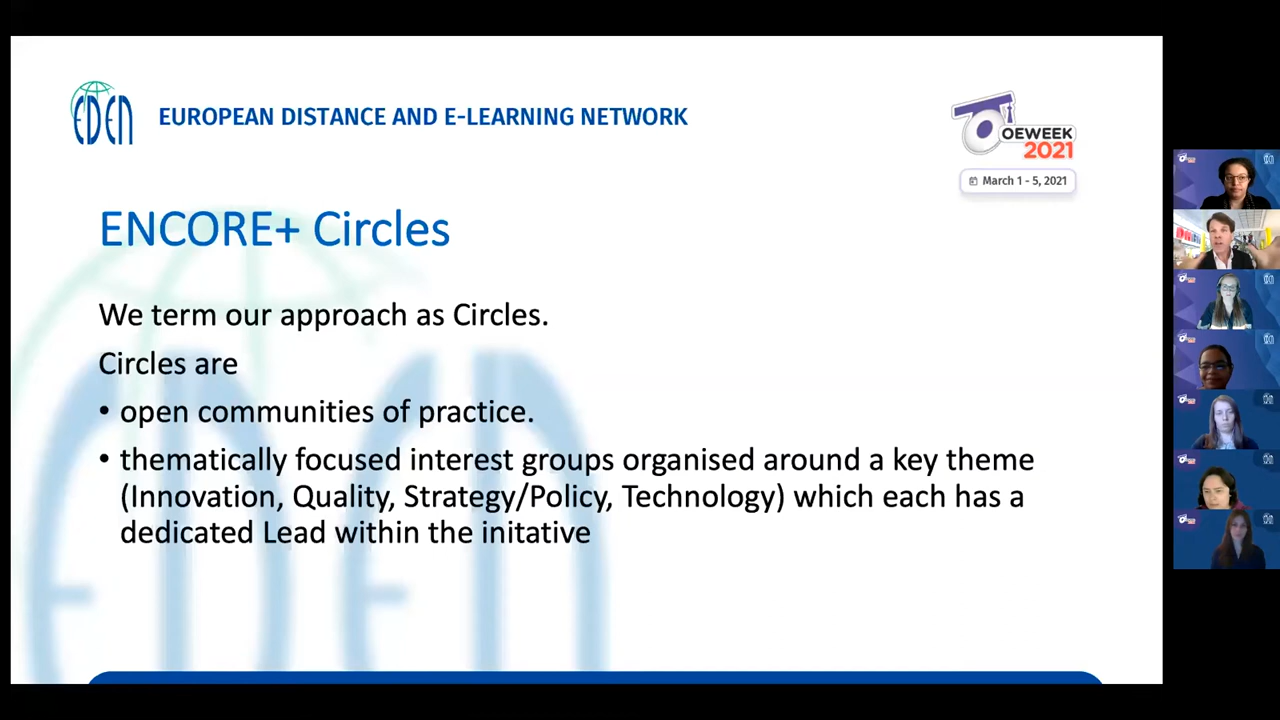 EDEN
EUROPEAN DISTANCE AND E-LEARNING NETWORK
OEWEEK
2021
March 1 - 5, 2021
ENCORE+ Circles
We term our approach as Circles.
Circles are
• open communities of practice.
• thematically focused interest groups organised around a key theme
(Innovation, Quality, Strategy/Policy, Technology) which each has a
dedicated Lead within the initative
EDEN